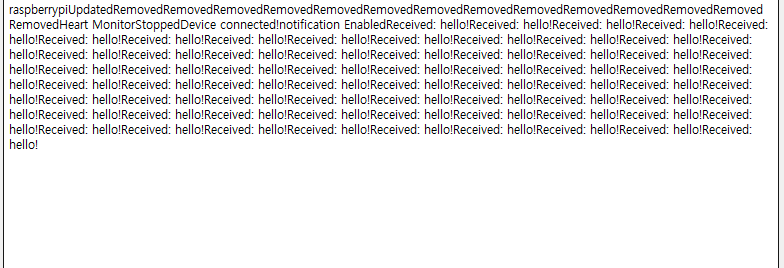 raspberrypiUpdatedRemovedRemovedRemovedRemovedRemovedRemovedRemovedRemovedRemovedRemovedRemovedRemovedRemoved
RemovedHeart MonitorStoppedDevice connected!notification EnabledReceived: hello!Received: hello!Received: hello!Received: hello!Received:
hello!Received: hello!Received: hello!Received: hello!Received: hello!Received: hello!Received: hello!Received: hello!Received: hello!Received:
hello!Received: hello!Received: hello!Received: hello!Received: hello!Received: hello!Received: hello!Received: hello!Received: hello!Received:
hello!Received: hello!Received: hello!Received: hello!Received: hello!Received: hello!Received: hello!Received: hello!Received: hello!Received:
hello!Received: hello!Received: hello!Received: hello!Received: hello!Received: hello!Received: hello!Received: hello!Received: hello!Received:
hello!Received: hello!Received: hello!Received: hello!Received: hello!Received: hello!Received: hello!Received: hello!Received: hello!Received:
hello!Received: hello!Received: hello!Received: hello!Received: hello!Received: hello!Received: hello!Received: hello!Received: hello!Received:
hello!Received: hello!Received: hello!Received: hello!Received: hello!Received: hello!Received: hello!Received: hello!Received: hello!Received:
hello!